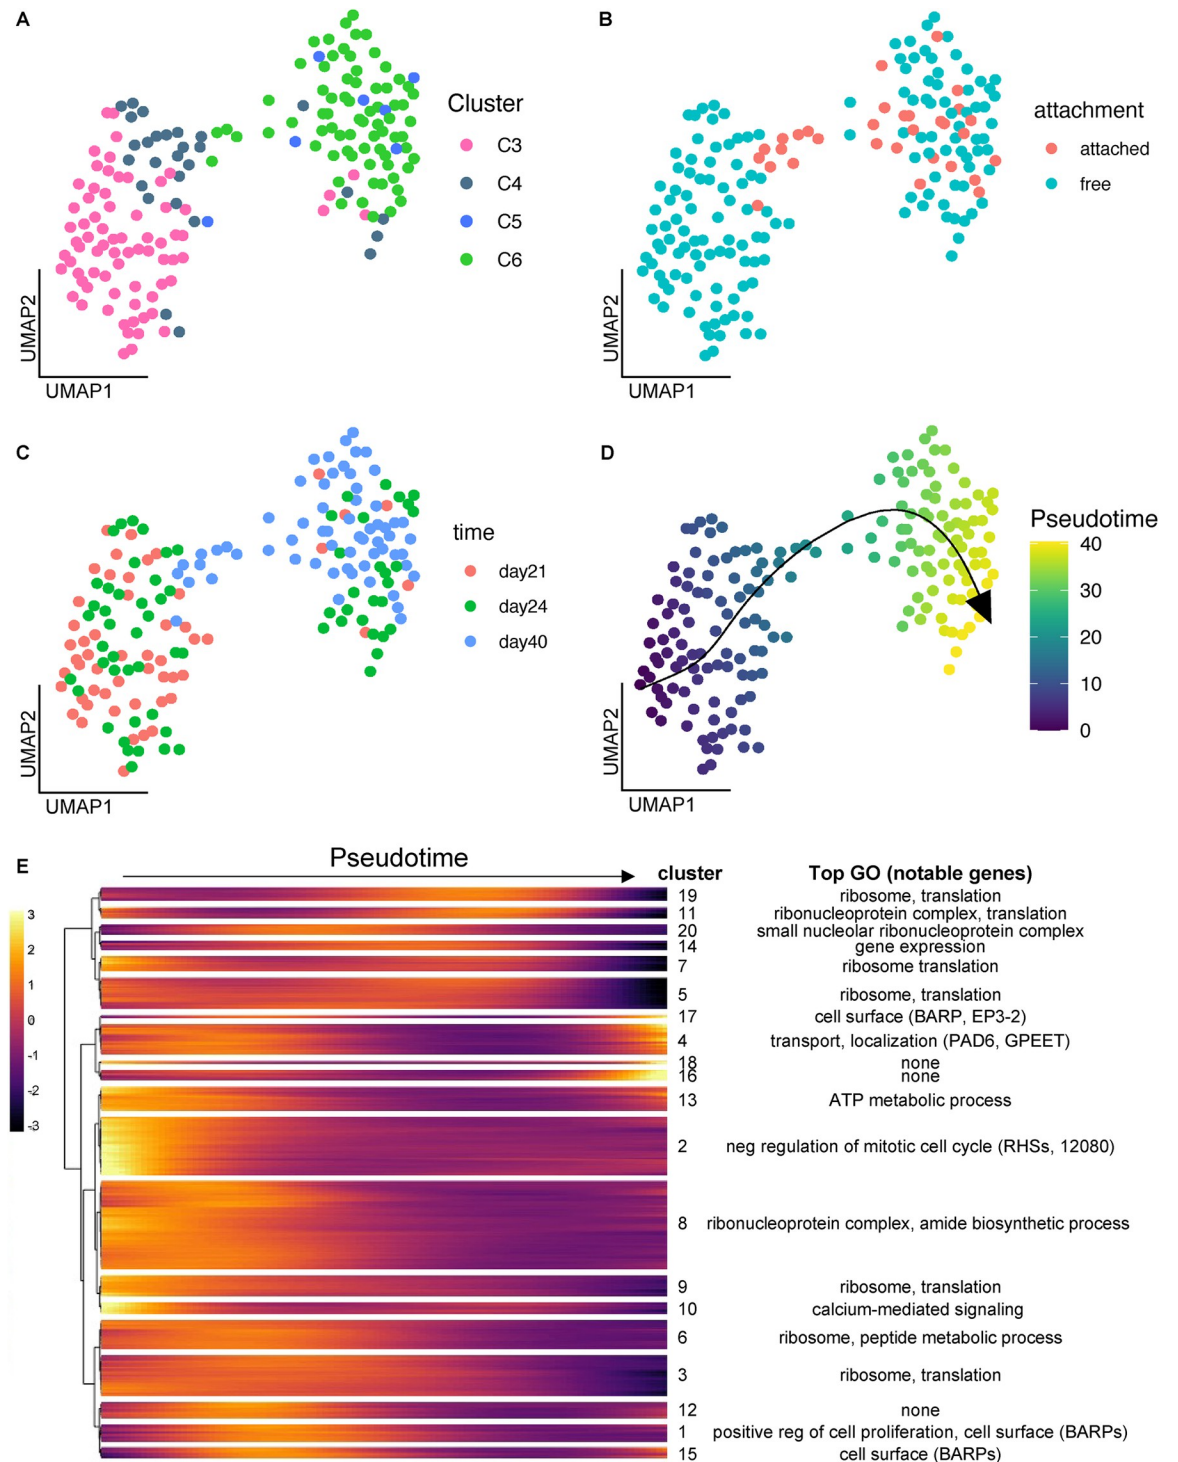 A
Cluster
C3
C4
C5
C6
UMAP2
UMAP1
B
attachment
attached
free
UMAP2
UMAP1
C
time
day21
day24
day40
UMAP2
UMAP1
D
Pseudotime
40
30
20
10
0
UMAP2
UMAP1
E
Pseudotime
cluster Top GO (notable genes)
3
2
1
0
-1
-2
-3
19 ribosome, translation
11 ribonucleoprotein complex, translation
20 small nucleolar ribonucleoprotein complex
14 gene expression
7 ribosome translation
5 ribosome, translation
17 cell surface (BARP, EP3-2)
4 transport, localization (PAD6, GPEET)
18 none
16 none
13 ATP metabolic process
2 neg regulation of mitotic cell cycle (RHSs, 12080)
8 ribonucleoprotein complex, amide biosynthetic process
9 ribosome, translation
10 calcium-mediated signaling
6 ribosome, peptide metabolic process
3 ribosome, translation
12 none
1 positive reg of cell proliferation, cell surface (BARPs)
15 cell surface (BARPs)